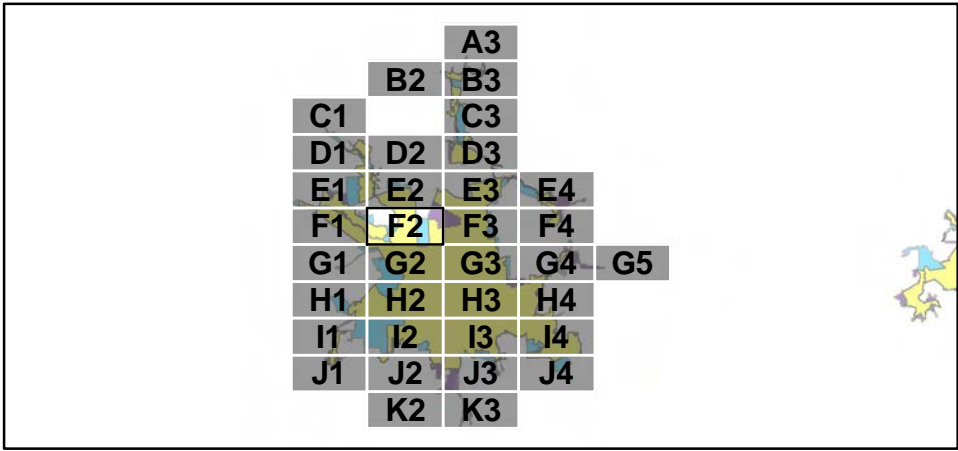 A3
B2 B3
C1 C3
D1 D2 D3
E1 E2 E3 E4
F1 F2 F3 F4
G1 G2 G3 G4 G5
H1 H2 H3 H4
I1 I2 I3 I4
J1 J2 J3 J4
K2 K3